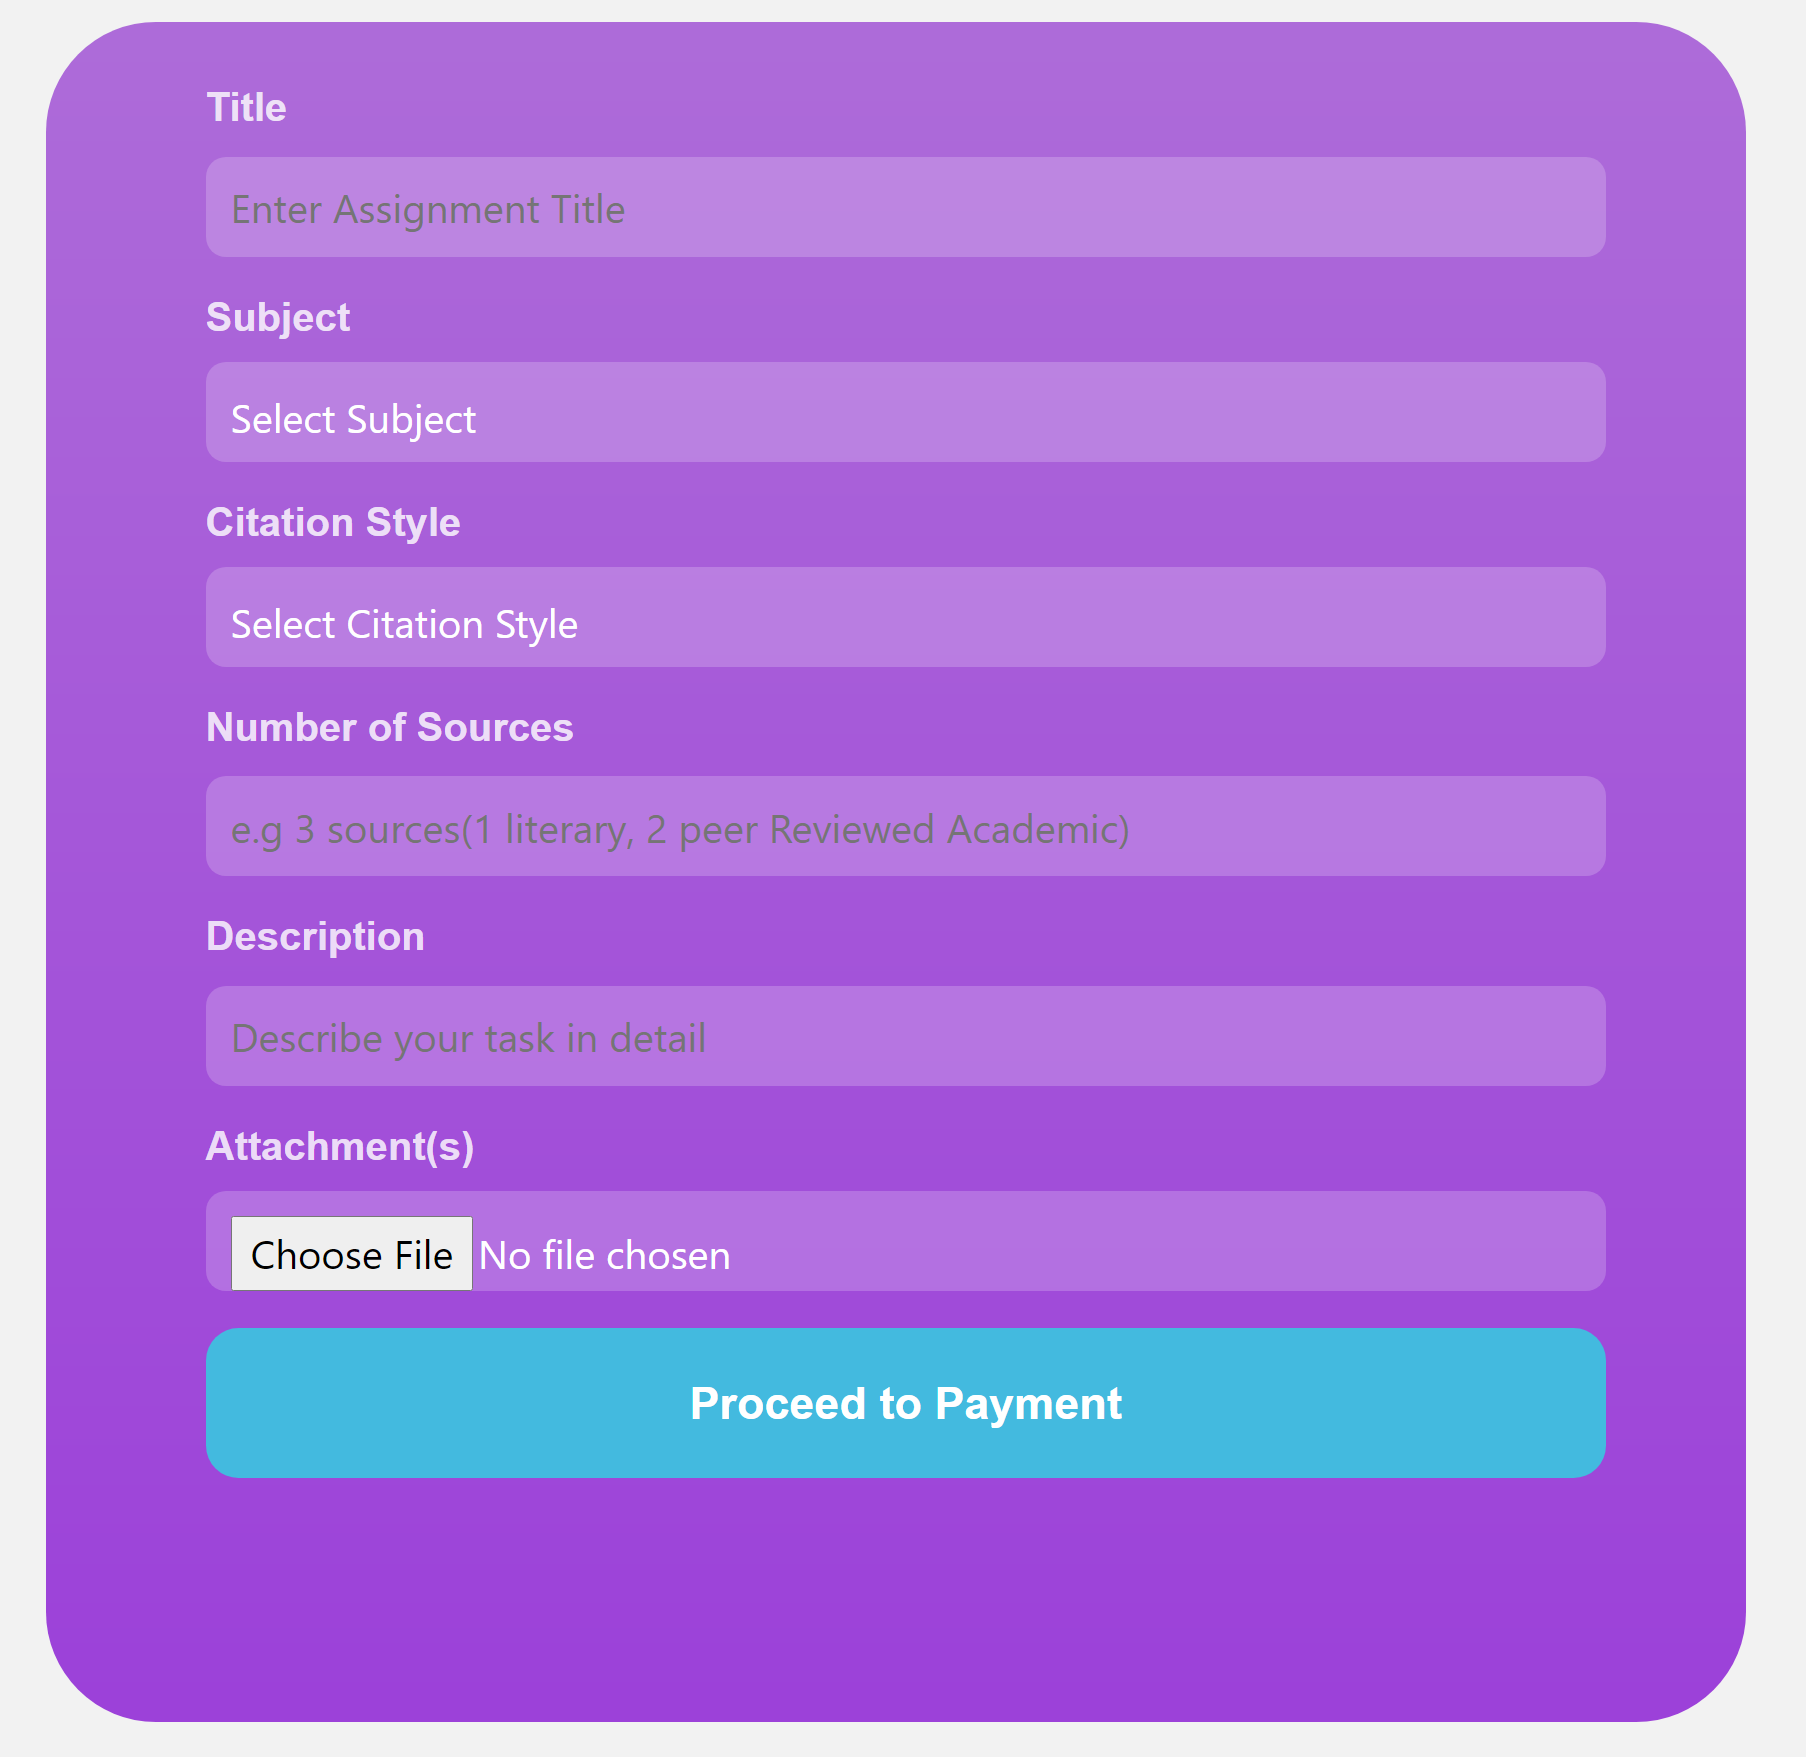 Title
Enter Assignment Title
Subject
Select Subject
Citation Style
Select Citation Style
Number of Sources
e.g 3 sources(1 literary, 2 peer Reviewed Academic)
Description
Describe your task in detail
Attachment(s)
Choose File No file chosen
Proceed to Payment